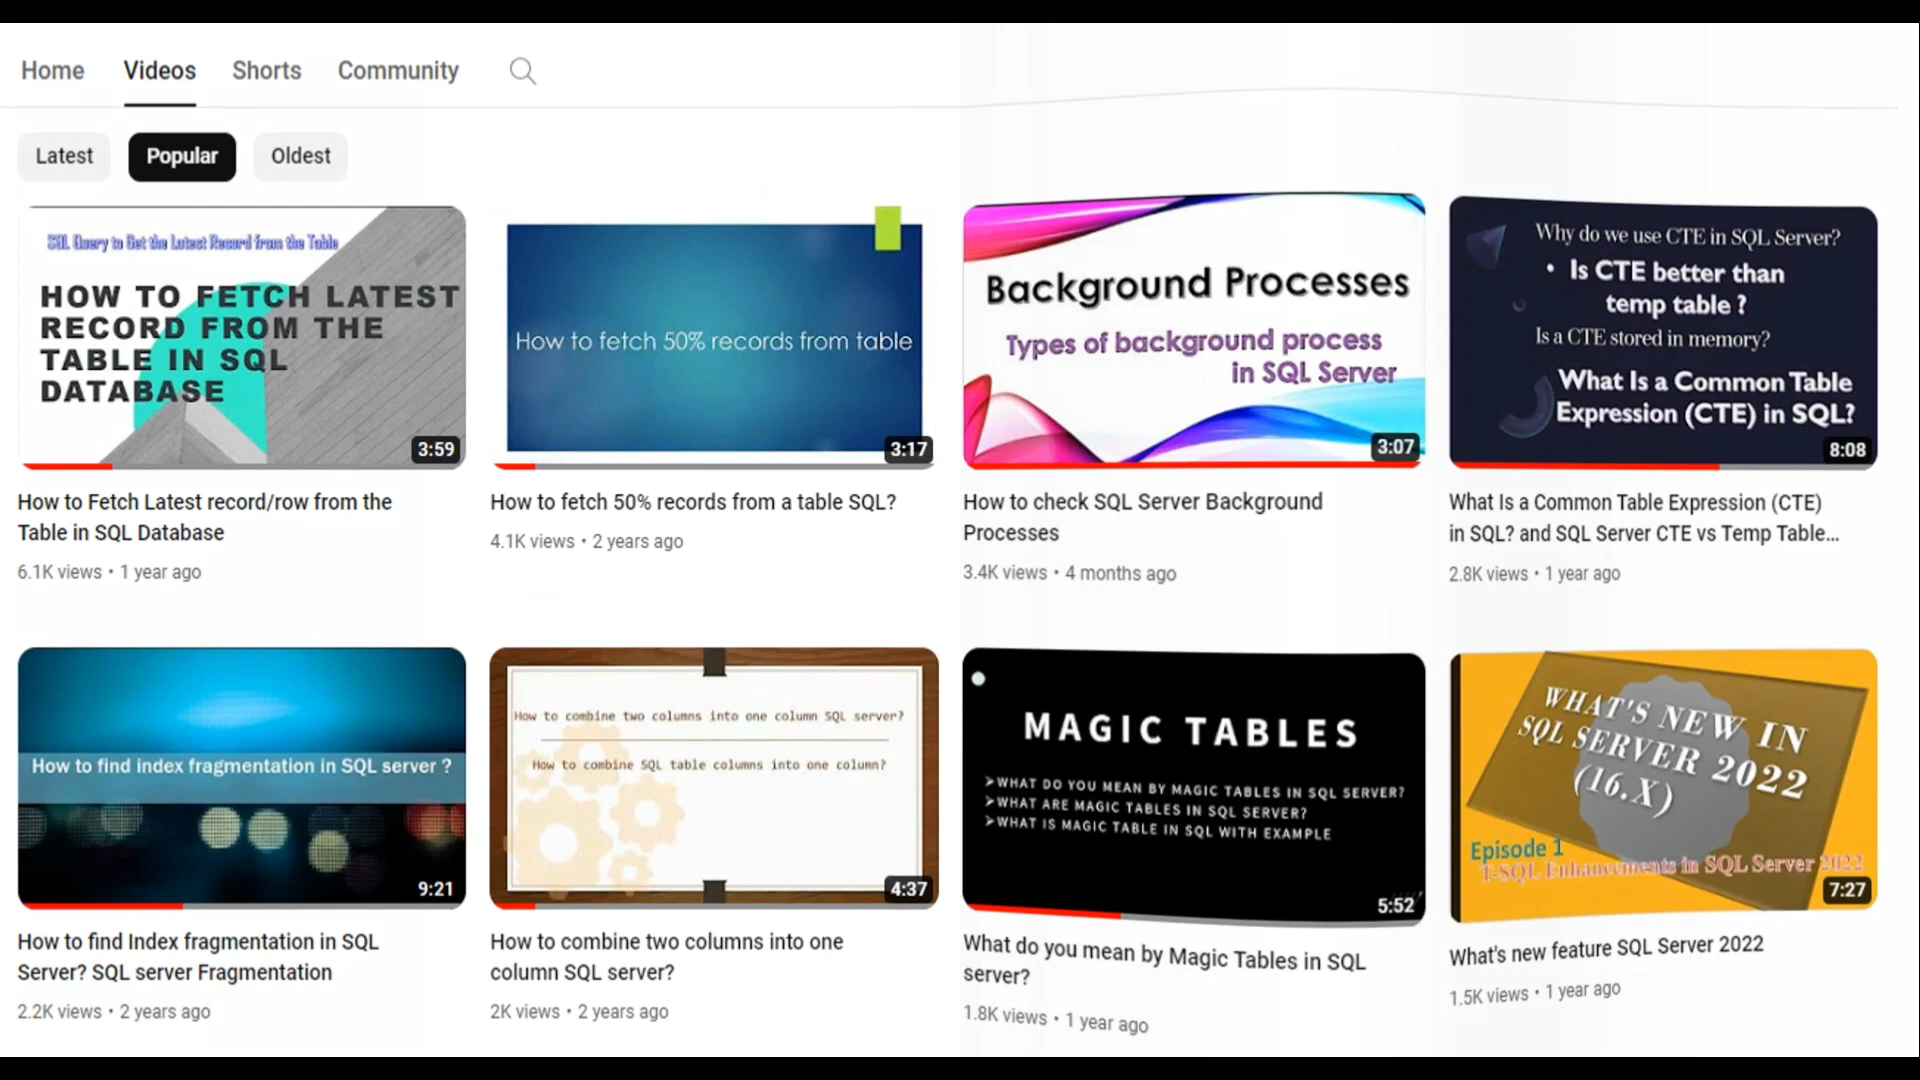 Home Videos Shorts Community
Latest Popular Oldest
SQL Query to Get the Latest Record from the Table
HOW TO FETCH LATEST
RECORD FROM THE
TABLE IN SQL
DATABASE
3:59
How to Fetch Latest record/row from the
Table in SQL Database
6.1K views • 1 year ago
How to fetch 50% records from table
3:17
How to fetch 50% records from a table SQL?
4.1K views • 2 years ago
Background Processes
Types of background process
in SQL Server
3:07
How to check SQL Server Background
Processes
3.4K views • 4 months ago
Why do we use CTE in SQL Server?
• Is CTE better than
temp table ?
Is a CTE stored in memory?
What Is a Common Table
Expression (CTE) in SQL?
8:08
What Is a Common Table Expression (CTE)
in SQL? and SQL Server CTE vs Temp Table...
2.8K views • 1 year ago
How to find index fragmentation in SQL server ?
9:21
How to find Index fragmentation in SQL
Server? SQL server Fragmentation
2.2K views • 2 years ago
How to combine two columns into one column SQL server?
How to combine SQL table columns into one column?
4:37
How to combine two columns into one
column SQL server?
2K views • 2 years ago
MAGIC TABLES
➢WHAT DO YOU MEAN BY MAGIC TABLES IN SQL SERVER?
➢WHAT ARE MAGIC TABLES IN SQL SERVER?
➢WHAT IS MAGIC TABLE IN SQL WITH EXAMPLE
5:52
What do you mean by Magic Tables in SQL
server?
1.8K views • 1 year ago
WHAT'S NEW IN
SQL SERVER 2022
(16.X)
Episode 1
T-SQL Enhancements in SQL Server 2022
7:27
What's new feature SQL Server 2022
1.5K views • 1 year ago